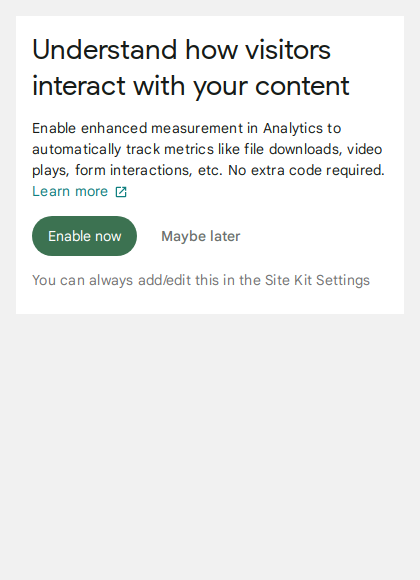 Understand how visitors
interact with your content
Enable enhanced measurement in Analytics to
automatically track metrics like file downloads, video
plays, form interactions, etc. No extra code required.
Learn more
Enable now
Maybe later
You can always add/edit this in the Site Kit Settings